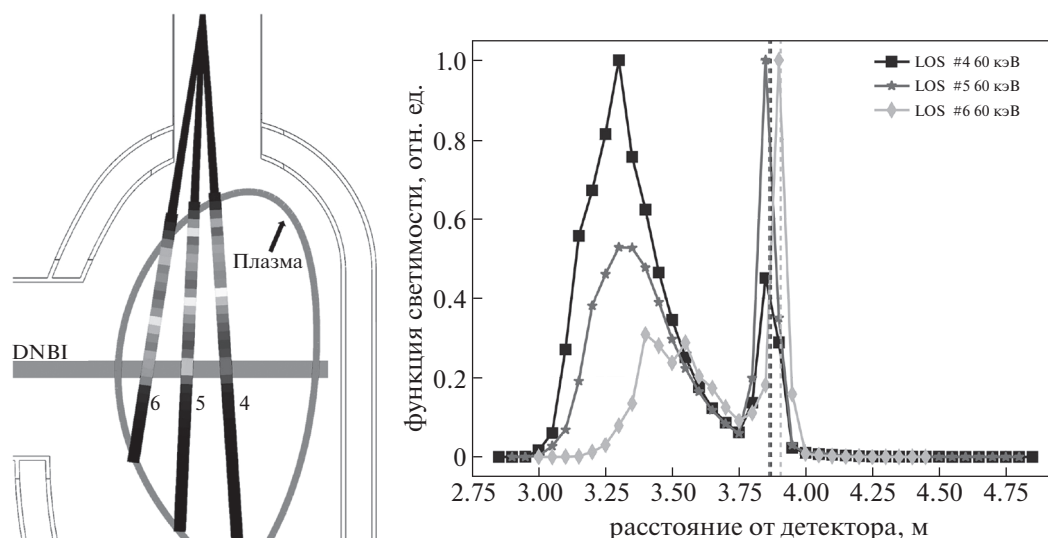 DNBI
Плазма
6
5
4
функция светимости, отн. ед.
1.0
0.8
0.6
0.4
0.2
0
LOS #4 60 кэВ
LOS #5 60 кэВ
LOS #6 60 кэВ
2.75 3.00 3.25 3.50 3.75 4.00 4.25 4.50 4.75
расстояние от детектора, м